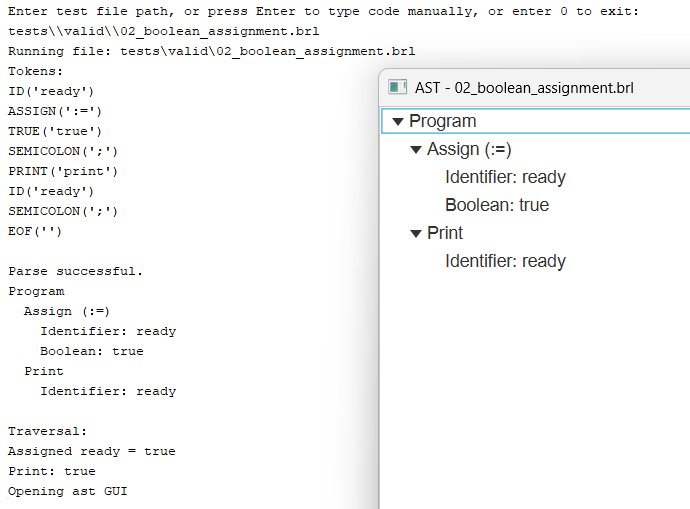 Enter test file path, or press Enter to type code manually, or enter 0 to exit:
tests\\valid\\02_boolean_assignment.brl
Running file: tests\valid\02_boolean_assignment.brl
Tokens:
ID('ready')
ASSIGN(':=')
TRUE('true')
SEMICOLON(';')
PRINT('print')
ID('ready')
SEMICOLON(';')
EOF('')
Parse successful.
Program
Assign (:=)
Identifier: ready
Boolean: true
Print
Identifier: ready
Traversal:
Assigned ready = true
Print: true
Opening ast GUI
AST - 02_boolean_assignment.brl
Program
Assign (:=)
Identifier: ready
Boolean: true
Print
Identifier: ready